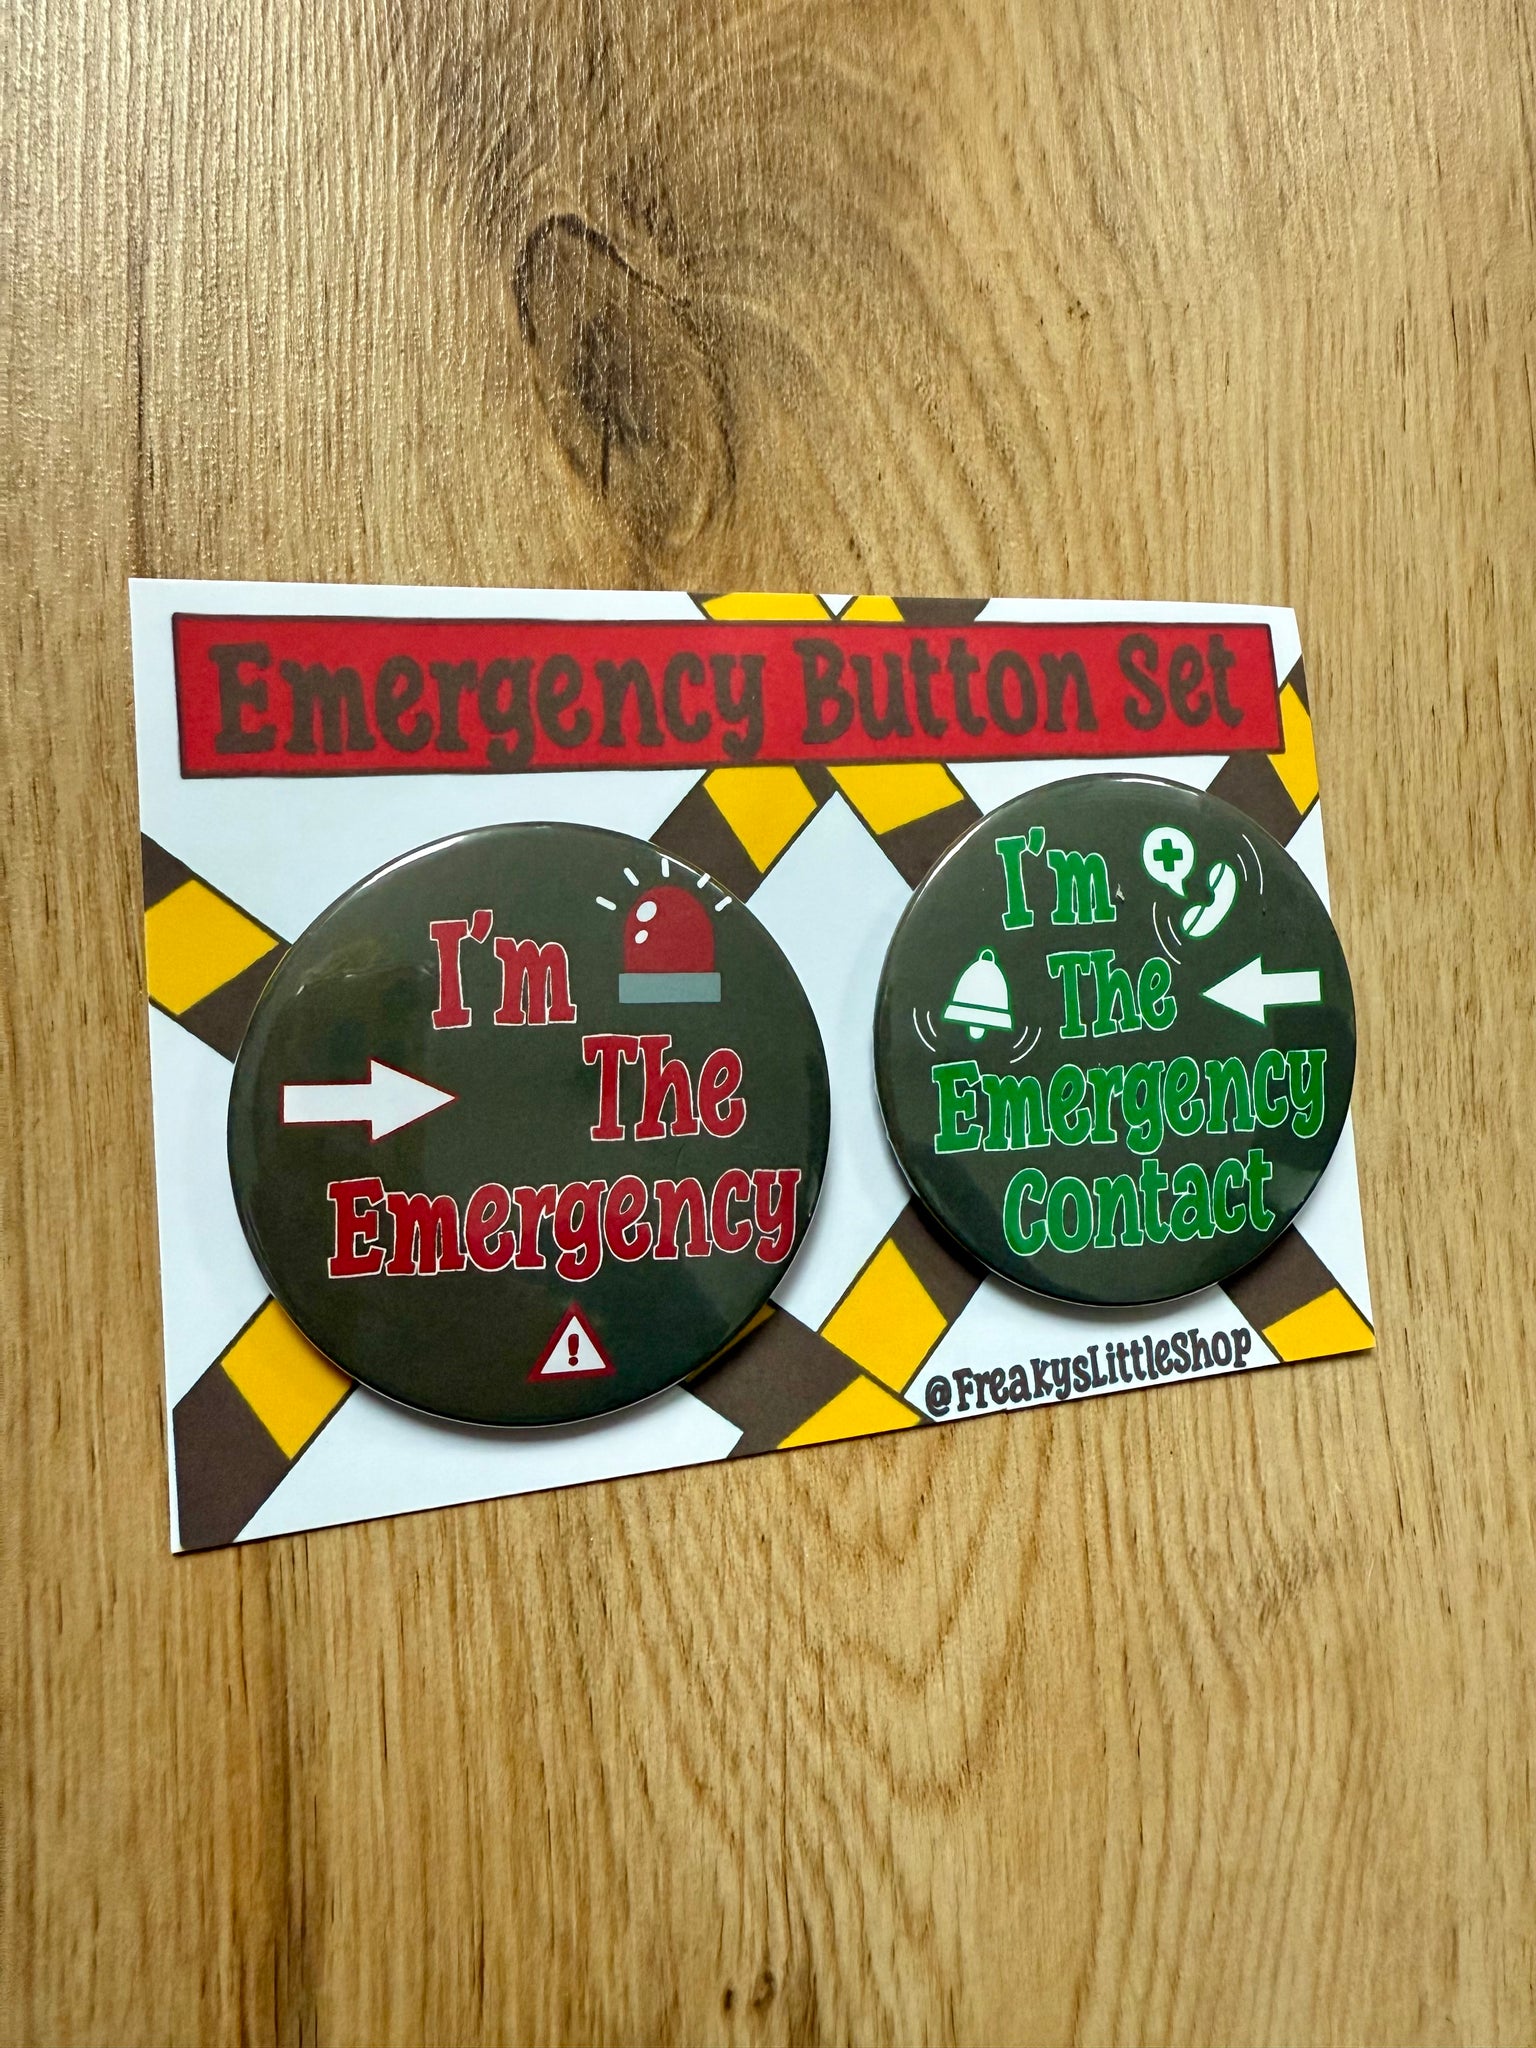 Emergency Button Set
I'm
The
Emergency
!
I'm
The
Emergency
Contact
@FreakysLittleShop